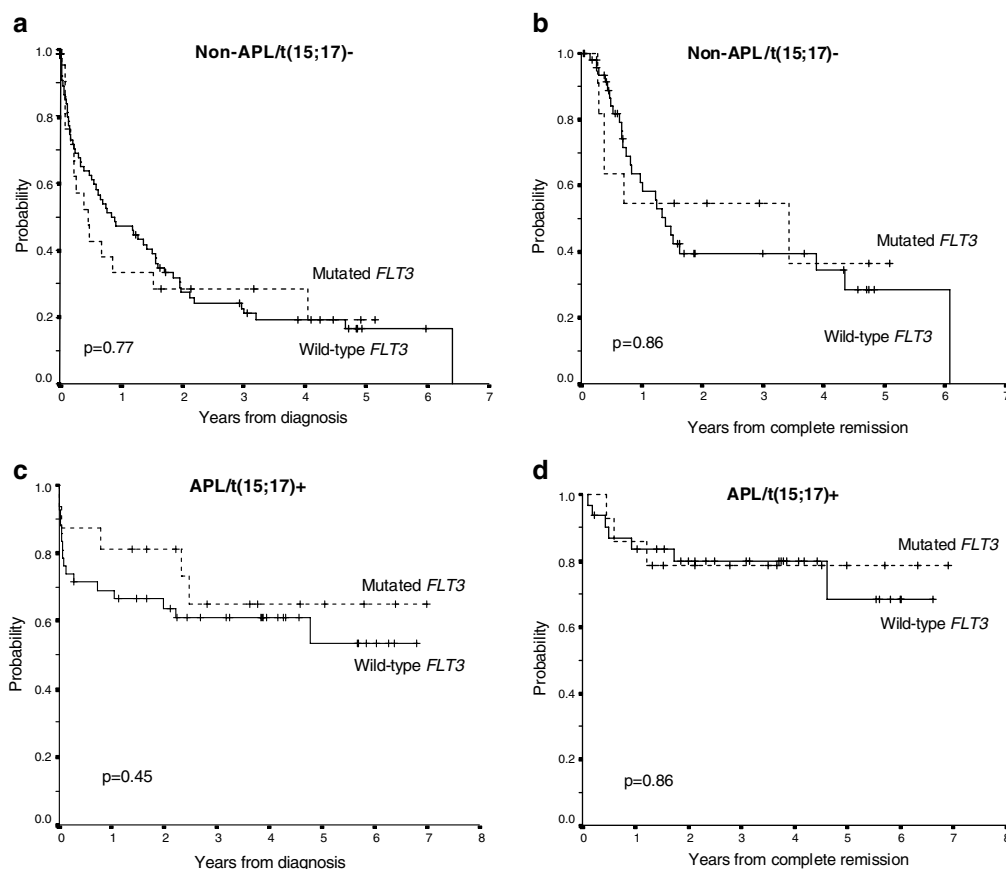 a
Non-APL/t(15;17)-
1.0
0.8
0.6
0.4
0.2
0.0
Probability
Mutated FLT3
Wild-type FLT3
p=0.77
0 1 2 3 4 5 6 7
Years from diagnosis
b
Non-APL/t(15;17)-
1.0
0.8
0.6
0.4
0.2
0.0
Probability
Mutated FLT3
Wild-type FLT3
p=0.86
0 1 2 3 4 5 6 7
Years from complete remission
c
APL/t(15;17)+
1.0
0.8
0.6
0.4
0.2
0.0
Probability
Mutated FLT3
Wild-type FLT3
p=0.45
0 1 2 3 4 5 6 7 8
Years from diagnosis
d
APL/t(15;17)+
1.0
0.8
0.6
0.4
0.2
0.0
Probability
Mutated FLT3
Wild-type FLT3
p=0.86
0 1 2 3 4 5 6 7 8
Years from complete remission